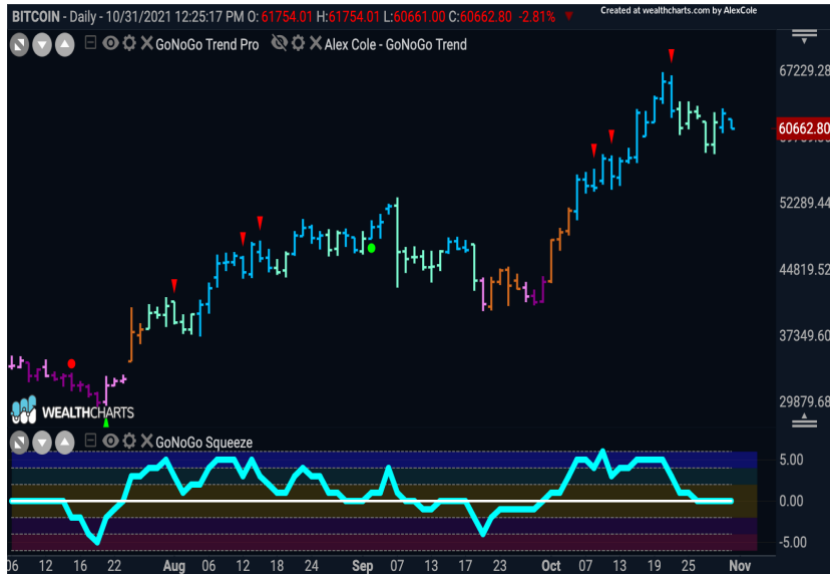 BITCOIN - Daily - 10/31/2021 12:25:17 PM O: 61754.01 H:61754.01 L:60661.00 C:60662.80 -2.81%
Created at wealthcharts.com by AlexCole
GoNoGo Trend Pro Alex Cole - GoNoGo Trend
67229.28
60662.80
52289.44
44819.52
37349.60
29879.68
WEALTHCHARTS
GoNoGo Squeeze
5.00
0.00
-5.00
06 12 16 22 Aug 06 12 18 24 Sep 07 13 17 23 Oct 07 13 19 25 Nov